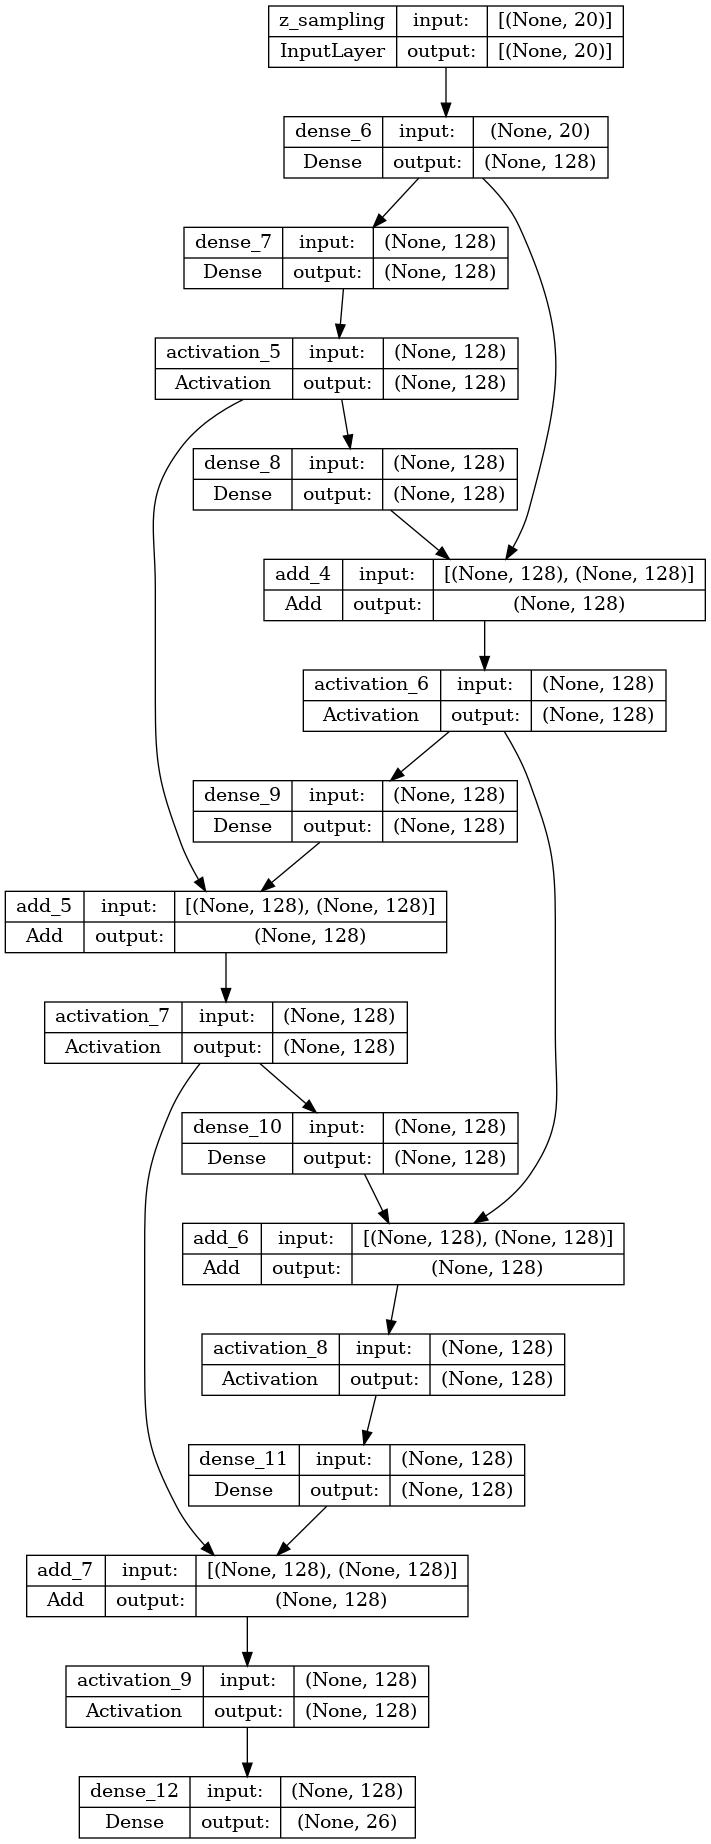 z_sampling input: [(None, 20)]
InputLayer output: [(None, 20)]
dense_6 input: (None, 20)
Dense output: (None, 128)
dense_7 input: (None, 128)
Dense output: (None, 128)
activation_5 input: (None, 128)
Activation output: (None, 128)
dense_8 input: (None, 128)
Dense output: (None, 128)
add_4 input: [(None, 128), (None, 128)]
Add output: (None, 128)
activation_6 input: (None, 128)
Activation output: (None, 128)
dense_9 input: (None, 128)
Dense output: (None, 128)
add_5 input: [(None, 128), (None, 128)]
Add output: (None, 128)
activation_7 input: (None, 128)
Activation output: (None, 128)
dense_10 input: (None, 128)
Dense output: (None, 128)
add_6 input: [(None, 128), (None, 128)]
Add output: (None, 128)
activation_8 input: (None, 128)
Activation output: (None, 128)
dense_11 input: (None, 128)
Dense output: (None, 128)
add_7 input: [(None, 128), (None, 128)]
Add output: (None, 128)
activation_9 input: (None, 128)
Activation output: (None, 128)
dense_12 input: (None, 128)
Dense output: (None, 26)